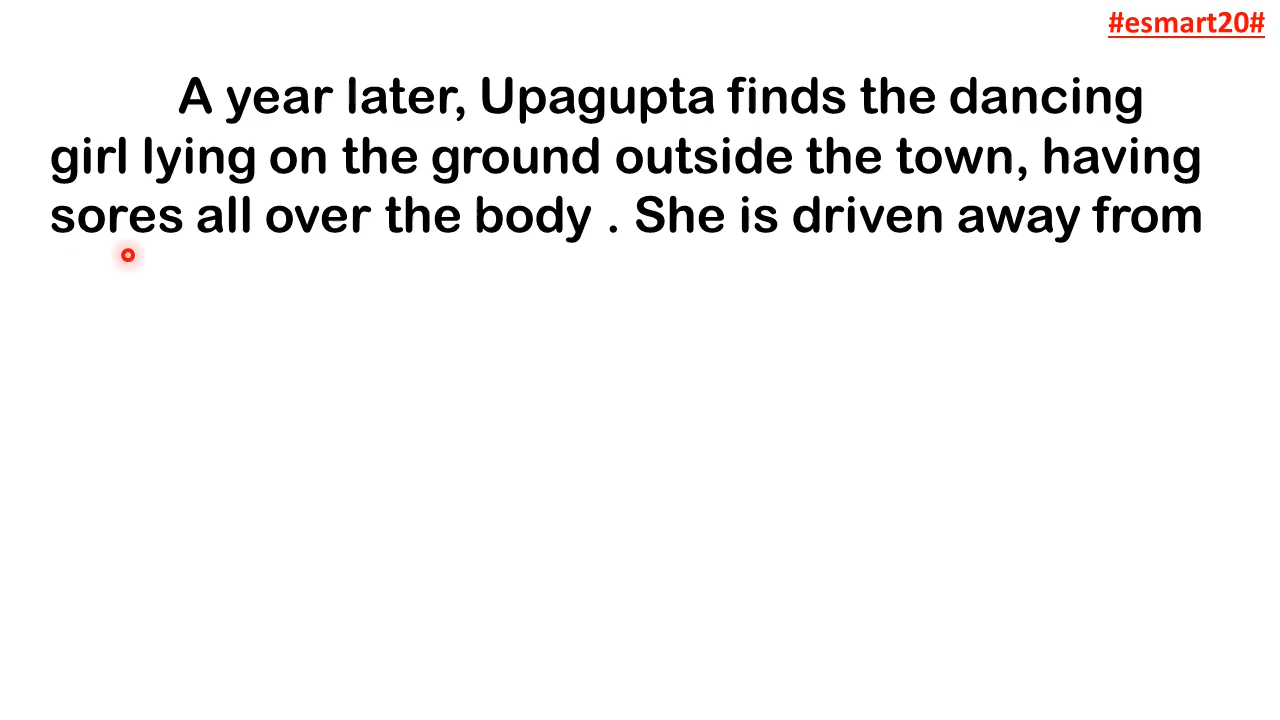 #esmart20#
A year later, Upagupta finds the dancing
girl lying on the ground outside the town, having
sores all over the body . She is driven away from